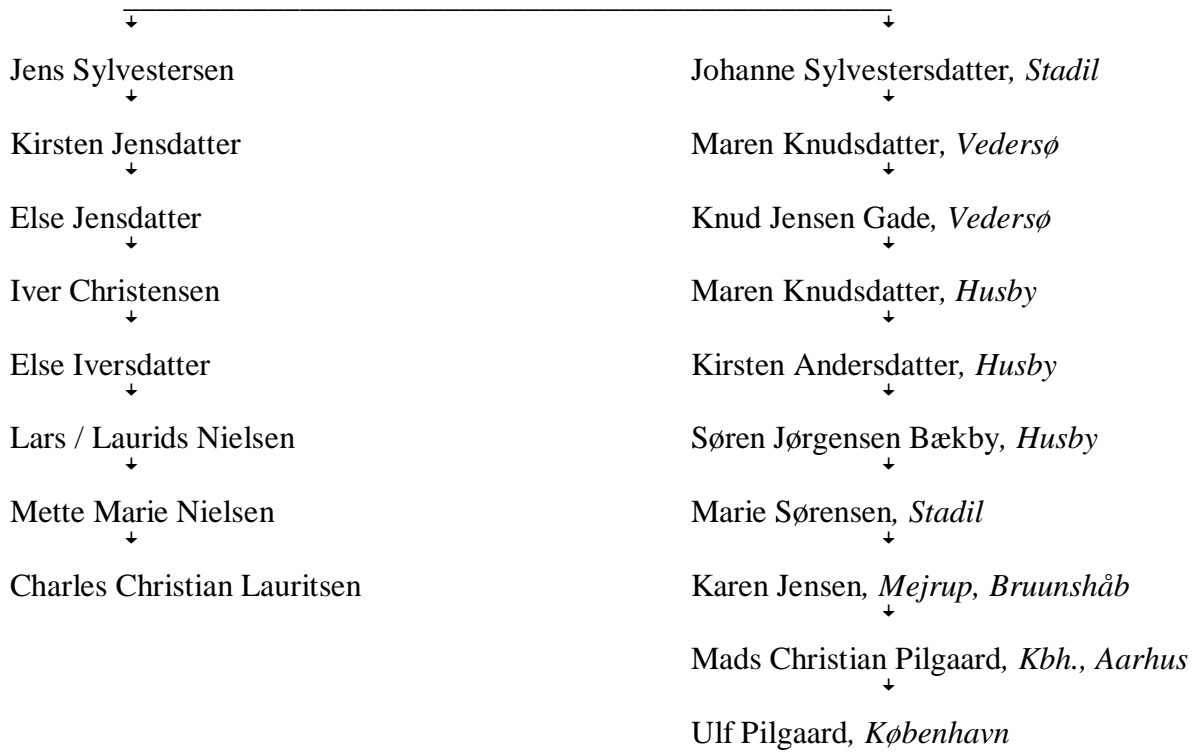 Jens Sylvestersen Johanne Sylvestersdatter, Stadil
Kirsten Jensdatter Maren Knudsdatter, Vedersø
Else Jensdatter Knud Jensen Gade, Vedersø
Iver Christensen Maren Knudsdatter, Husby
Else Iversdatter Kirsten Andersdatter, Husby
Lars / Laurids Nielsen Søren Jørgensen Bækby, Husby
Mette Marie Nielsen Marie Sørensen, Stadil
Charles Christian Lauritsen Karen Jensen, Mejrup, Bruunshåb
Mads Christian Pilgaard, Kbh., Aarhus
Ulf Pilgaard, København